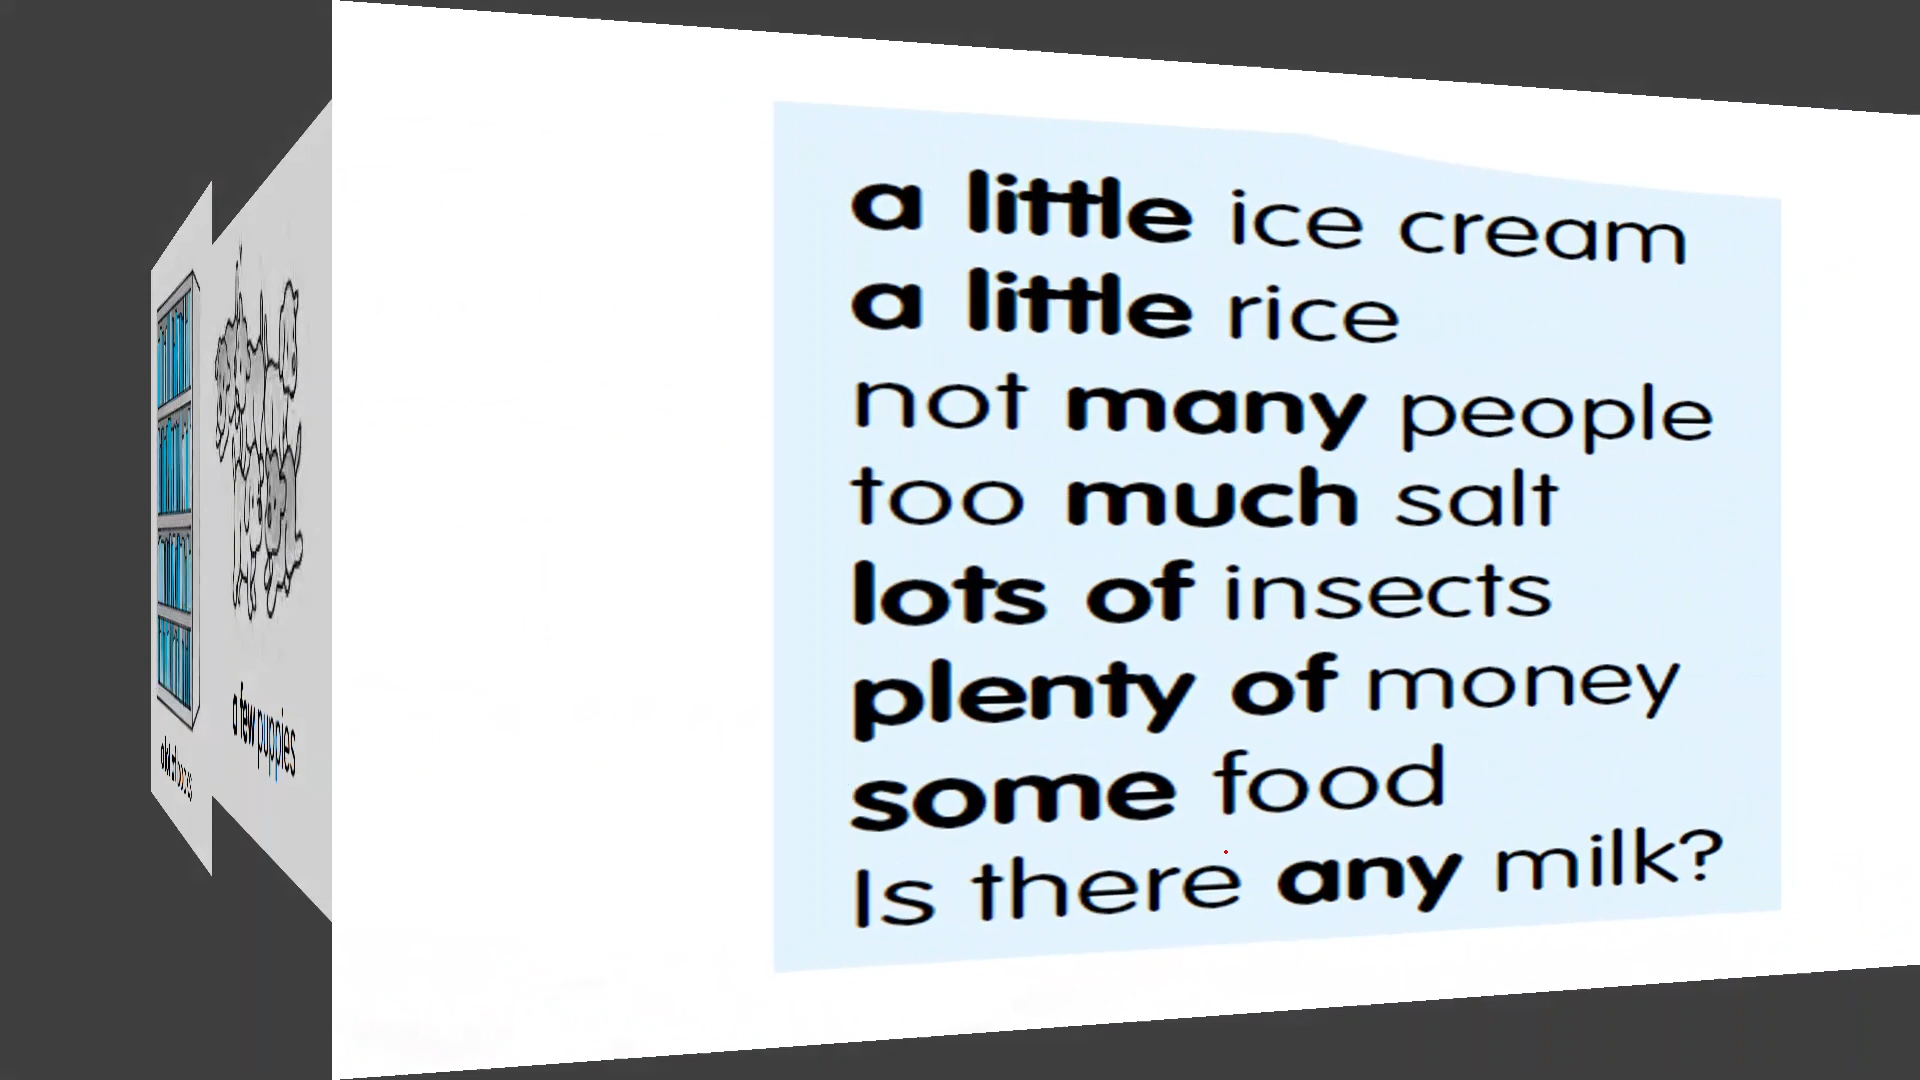 a little ice cream
a little rice
not many people
too much salt
lots of insects
plenty of money
some food
Is there any milk?
a few puppies